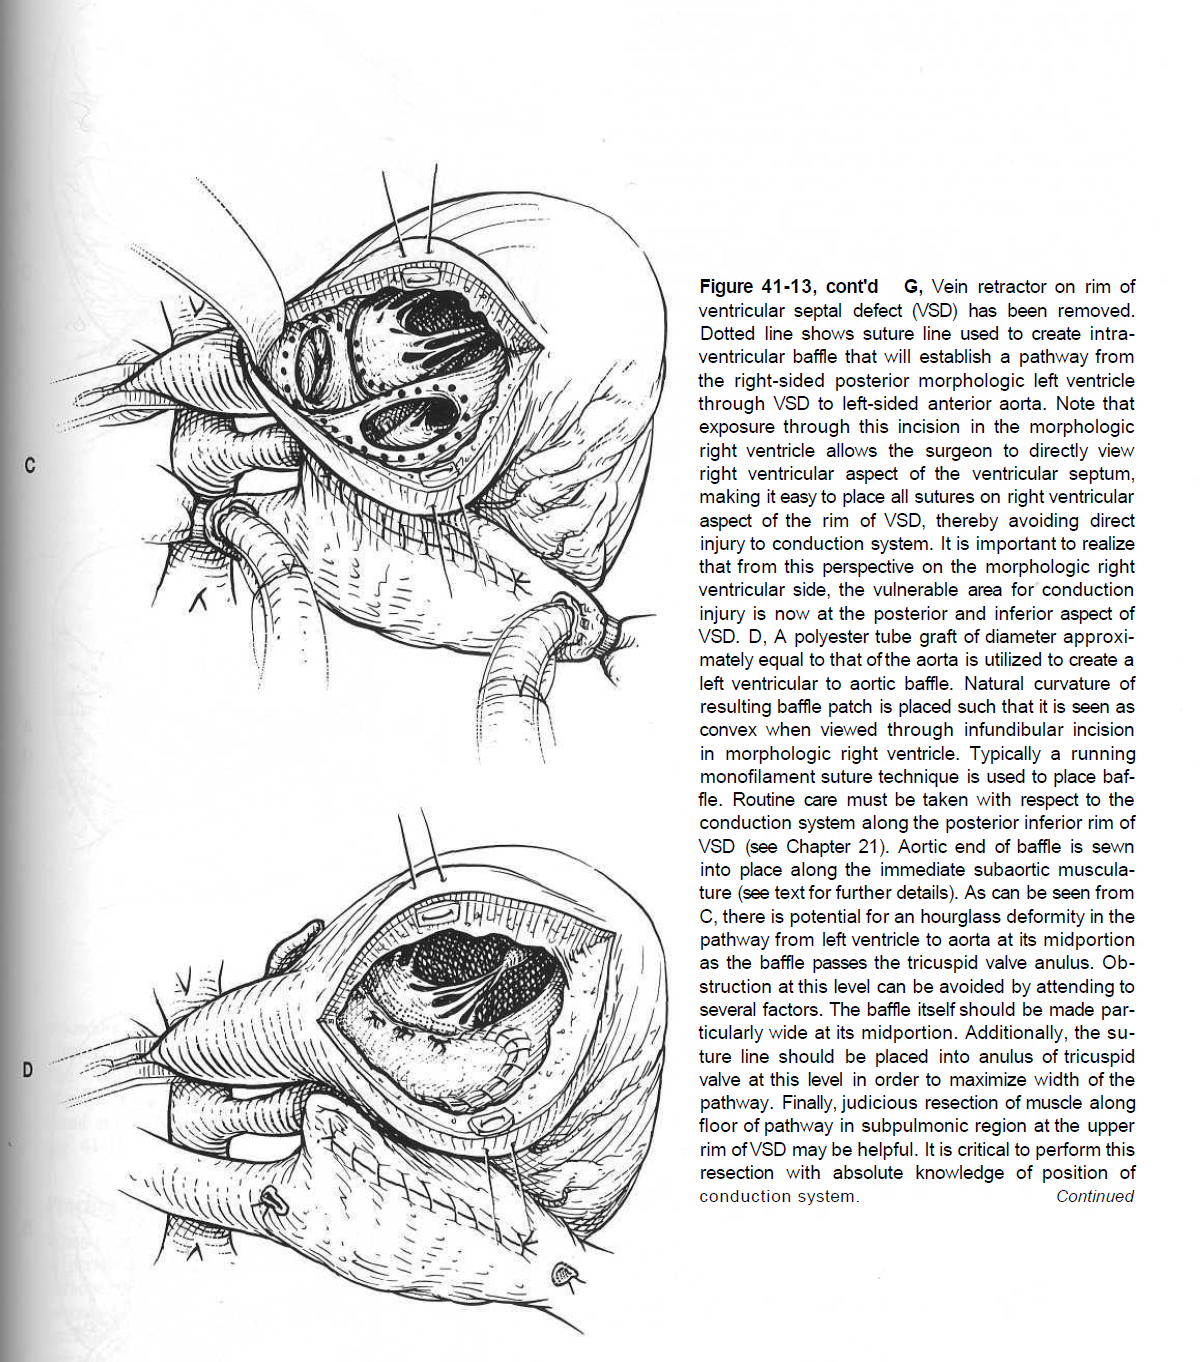 C
D
Figure 41-13, cont'd G, Vein retractor on rim of
ventricular septal defect (VSD) has been removed.
Dotted line shows suture line used to create intra-
ventricular baffle that will establish a pathway from
the right-sided posterior morphologic left ventricle
through VSD to left-sided anterior aorta. Note that
exposure through this incision in the morphologic
right ventricle allows the surgeon to directly view
right ventricular aspect of the ventricular septum,
making it easy to place all sutures on right ventricular
aspect of the rim of VSD, thereby avoiding direct
injury to conduction system. It is important to realize
that from this perspective on the morphologic right
ventricular side, the vulnerable area for conduction
injury is now at the posterior and inferior aspect of
VSD. D, A polyester tube graft of diameter approxi-
mately equal to that of the aorta is utilized to create a
left ventricular to aortic baffle. Natural curvature of
resulting baffle patch is placed such that it is seen as
convex when viewed through infundibular incision
in morphologic right ventricle. Typically a running
monofilament suture technique is used to place baf-
fle. Routine care must be taken with respect to the
conduction system along the posterior inferior rim of
VSD (see Chapter 21). Aortic end of baffle is sewn
into place along the immediate subaortic muscula-
ture (see text for further details). As can be seen from
C, there is potential for an hourglass deformity in the
pathway from left ventricle to aorta at its midportion
as the baffle passes the tricuspid valve anulus. Ob-
struction at this level can be avoided by attending to
several factors. The baffle itself should be made par-
ticularly wide at its midportion. Additionally, the su-
ture line should be placed into anulus of tricuspid
valve at this level in order to maximize width of the
pathway. Finally, judicious resection of muscle along
floor of pathway in subpulmonic region at the upper
rim of VSD may be helpful. It is critical to perform this
resection with absolute knowledge of position of
conduction system. Continued